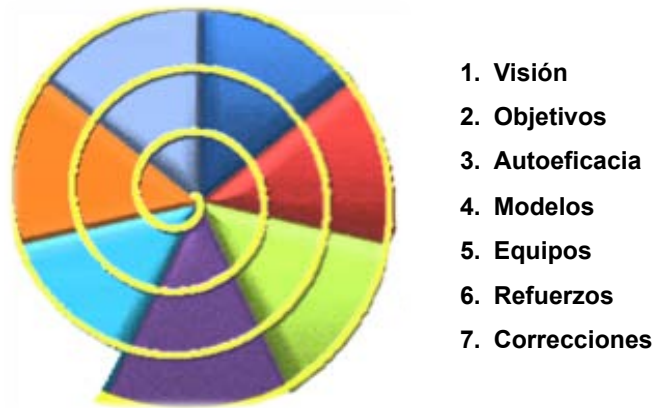 1. Visión
2. Objetivos
3. Autoeficacia
4. Modelos
5. Equipos
6. Refuerzos
7. Correcciones